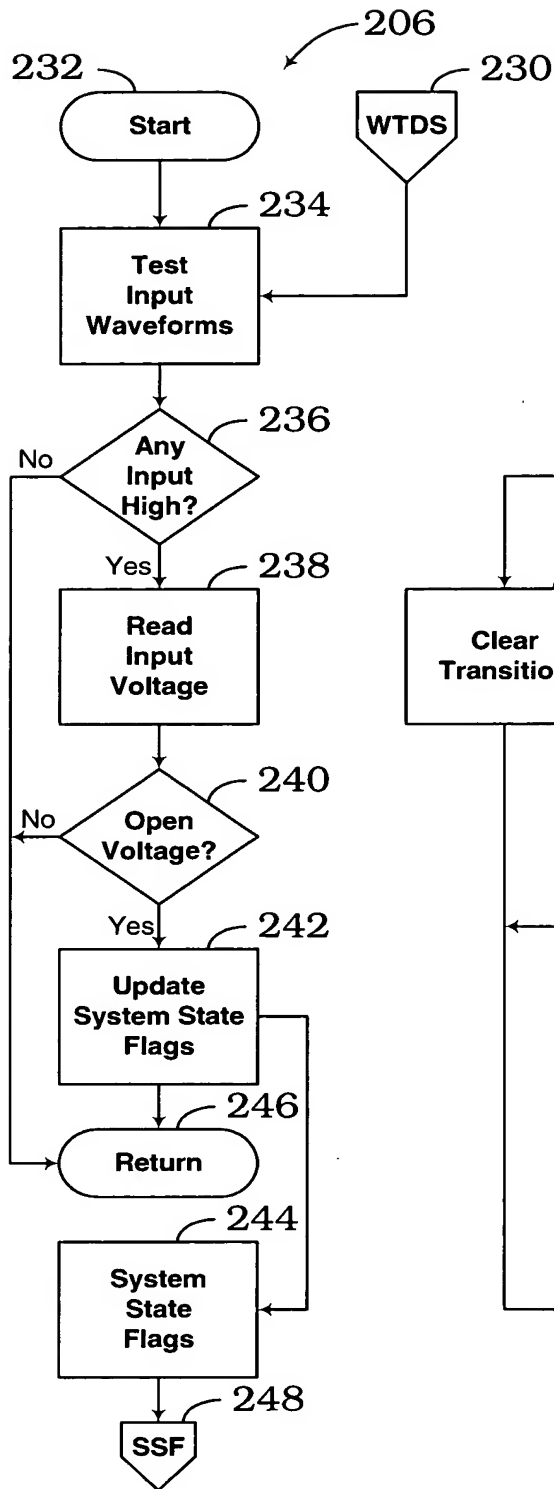 206
232
230
Start
WTDS
234
Test
Input
Waveforms
236
No
Any
Input
High?
Yes
238
Read
Input
Voltage
Clear
Transitio
240
No
Open
Voltage?
Yes
242
Update
System State
Flags
246
Return
244
System
State
Flags
248
SSF